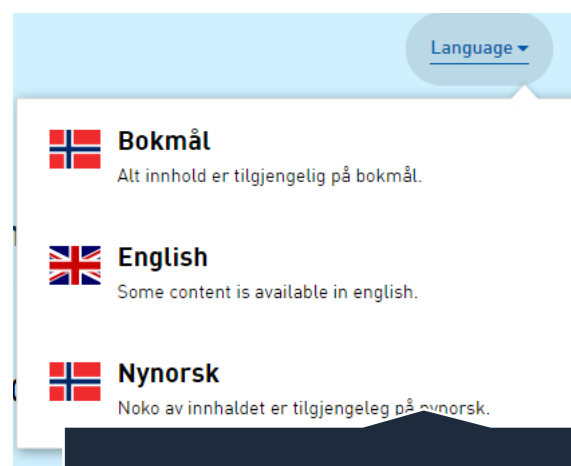 Language
Bokmål
Alt innhold er tilgjengelig på bokmål.
English
Some content is available in english.
Nynorsk
Noko av innhaldet er tilgjengeleg på nynorsk.